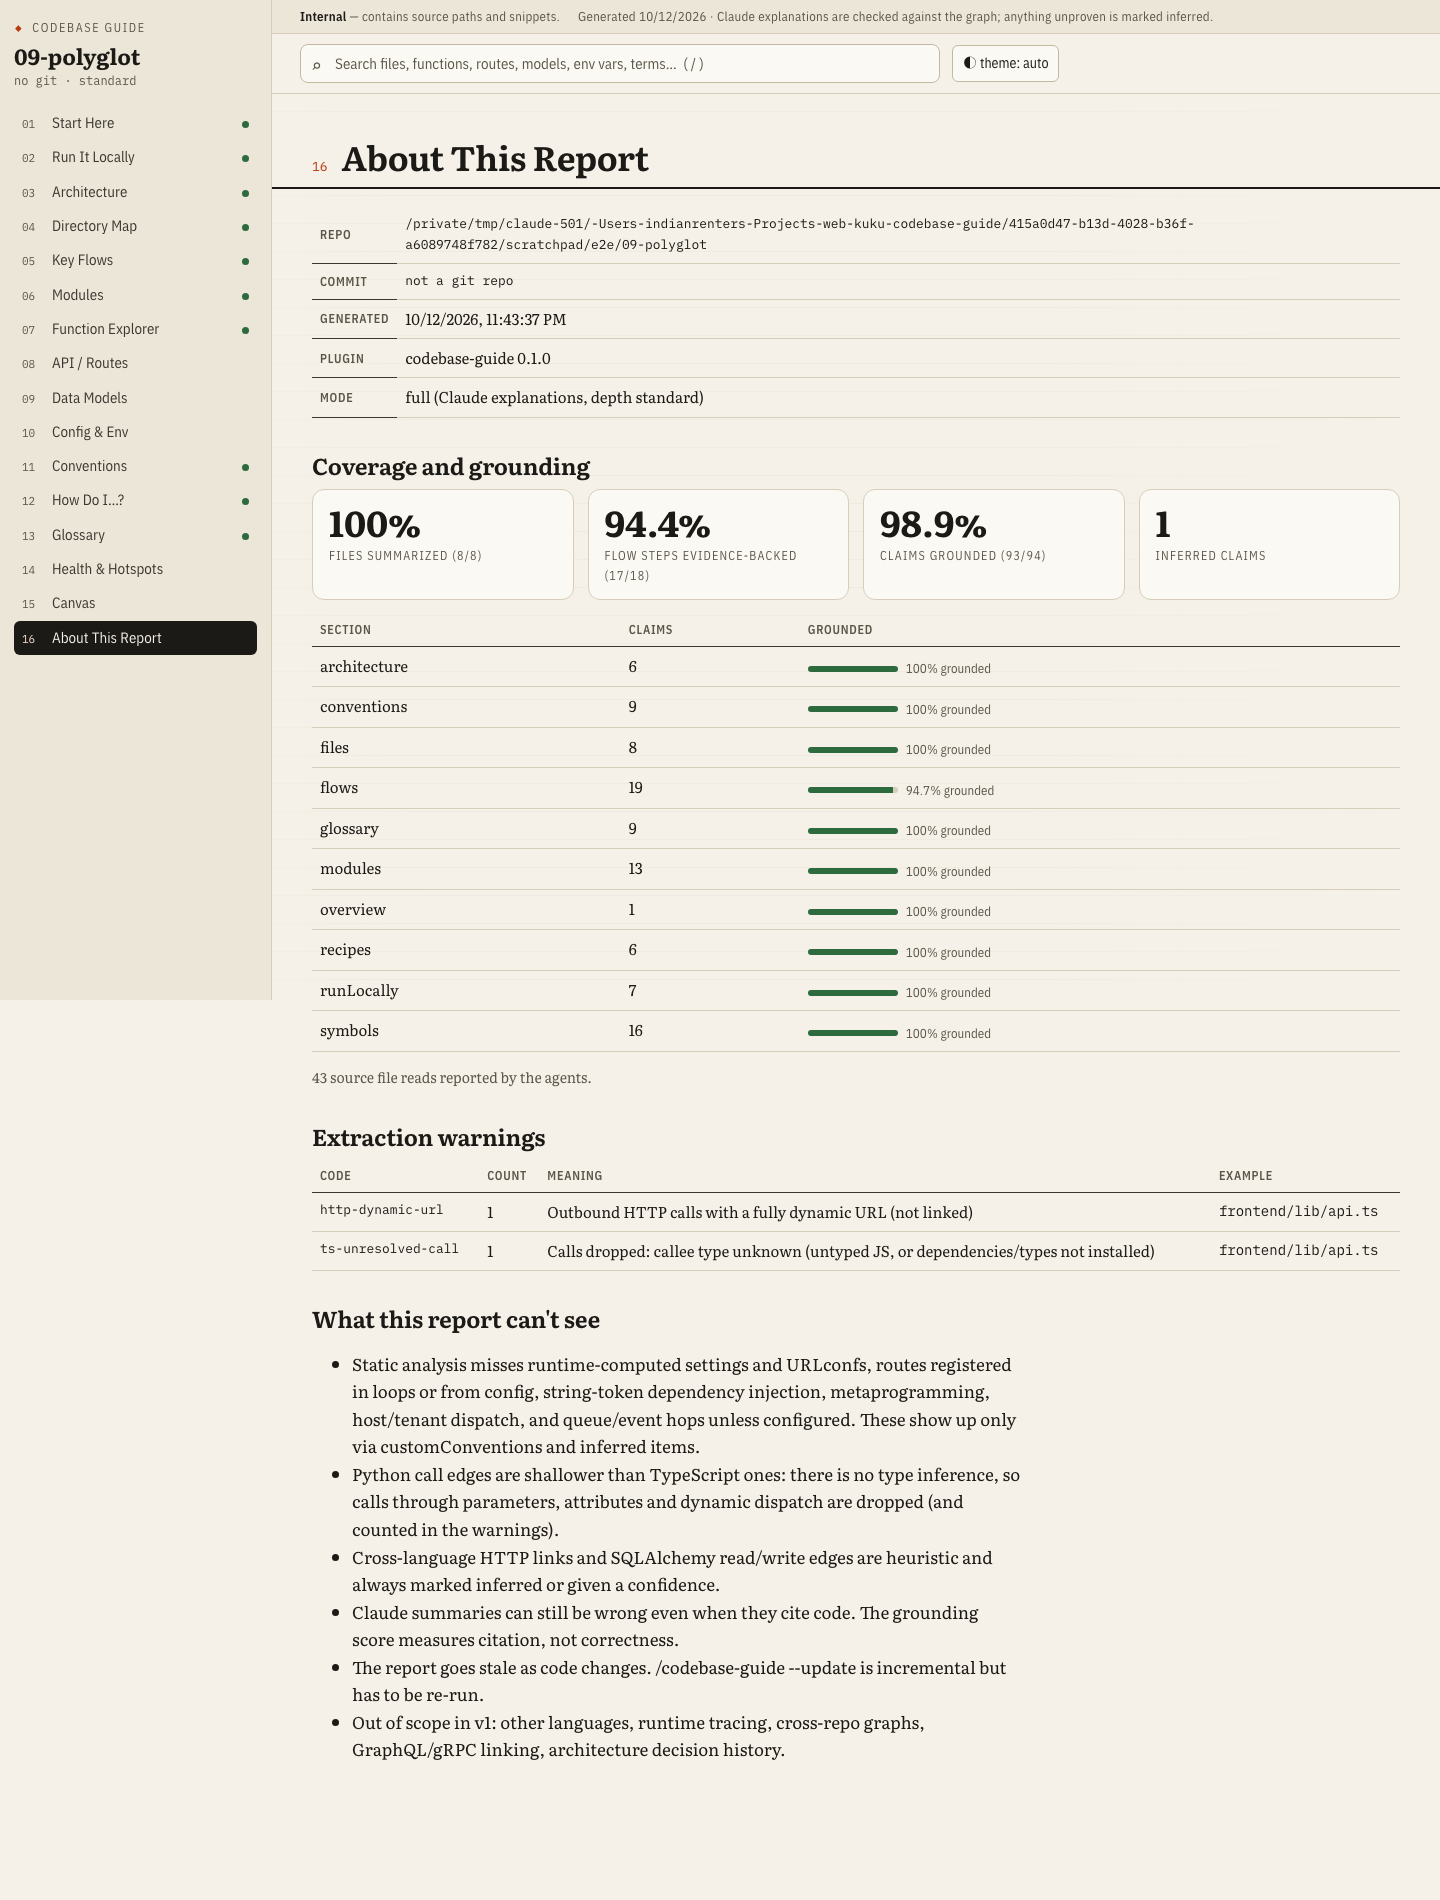 ◆ CODEBASE GUIDE
09-polyglot
no git · standard
01 Start Here
02 Run It Locally
03 Architecture
04 Directory Map
05 Key Flows
06 Modules
07 Function Explorer
08 API / Routes
09 Data Models
10 Config & Env
11 Conventions
12 How Do I…?
13 Glossary
14 Health & Hotspots
15 Canvas
16 About This Report
Internal — contains source paths and snippets. Generated 10/12/2026 · Claude explanations are checked against the graph; anything unproven is marked inferred.
Search files, functions, routes, models, env vars, terms… ( / )
theme: auto
16 About This Report
REPO /private/tmp/claude-501/-Users-indianrenters-Projects-web-kuku-codebase-guide/415a0d47-b13d-4028-b36f-
a6089748f782/scratchpad/e2e/09-polyglot
COMMIT not a git repo
GENERATED 10/12/2026, 11:43:37 PM
PLUGIN codebase-guide 0.1.0
MODE full (Claude explanations, depth standard)
Coverage and grounding
100%
FILES SUMMARIZED (8/8)
94.4%
FLOW STEPS EVIDENCE-BACKED
(17/18)
98.9%
CLAIMS GROUNDED (93/94)
1
INFERRED CLAIMS
SECTION CLAIMS GROUNDED
architecture 6 100% grounded
conventions 9 100% grounded
files 8 100% grounded
flows 19 94.7% grounded
glossary 9 100% grounded
modules 13 100% grounded
overview 1 100% grounded
recipes 6 100% grounded
runLocally 7 100% grounded
symbols 16 100% grounded
43 source file reads reported by the agents.
Extraction warnings
CODE COUNT MEANING EXAMPLE
http-dynamic-url 1 Outbound HTTP calls with a fully dynamic URL (not linked) frontend/lib/api.ts
ts-unresolved-call 1 Calls dropped: callee type unknown (untyped JS, or dependencies/types not installed) frontend/lib/api.ts
What this report can't see
• Static analysis misses runtime-computed settings and URLconfs, routes registered
in loops or from config, string-token dependency injection, metaprogramming,
host/tenant dispatch, and queue/event hops unless configured. These show up only
via customConventions and inferred items.
• Python call edges are shallower than TypeScript ones: there is no type inference, so
calls through parameters, attributes and dynamic dispatch are dropped (and
counted in the warnings).
• Cross-language HTTP links and SQLAlchemy read/write edges are heuristic and
always marked inferred or given a confidence.
• Claude summaries can still be wrong even when they cite code. The grounding
score measures citation, not correctness.
• The report goes stale as code changes. /codebase-guide --update is incremental but
has to be re-run.
• Out of scope in v1: other languages, runtime tracing, cross-repo graphs,
GraphQL/gRPC linking, architecture decision history.